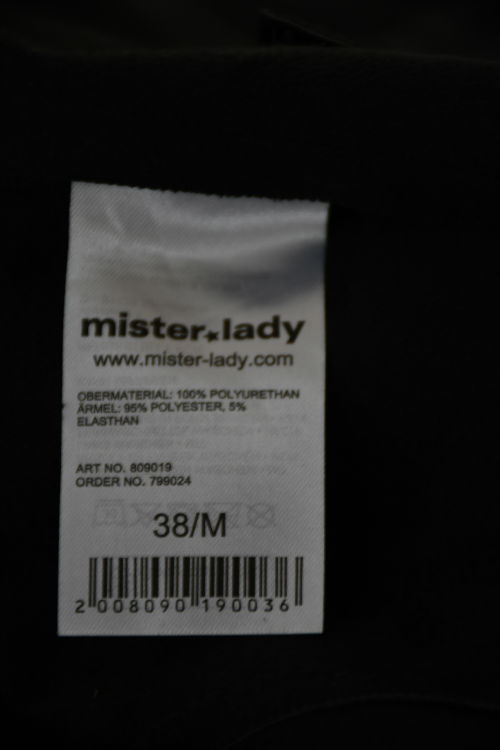 mister★lady
www.mister-lady.com
OBERMATERIAL: 100% POLYURETHAN
ÄRMEL: 95% POLYESTER, 5%
ELASTHAN
ART NO. 809019
ORDER NO. 799024
38/M
2 008090 190036